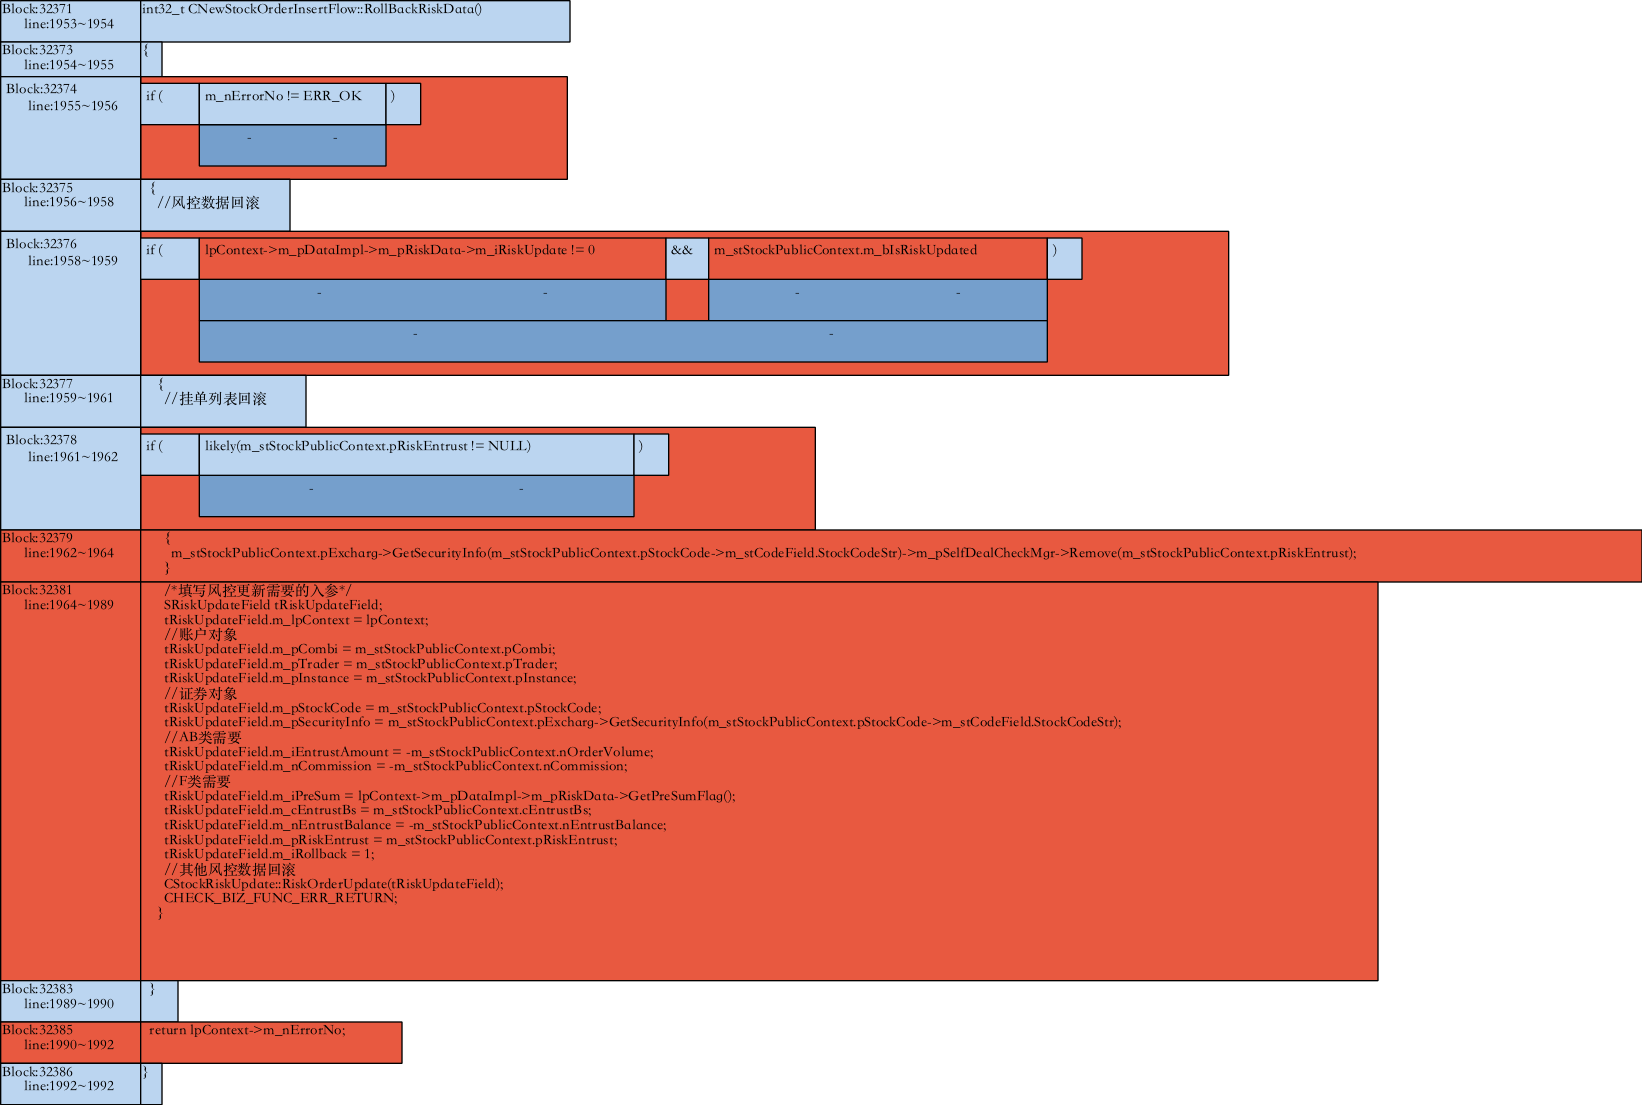 Block:32371 int32_t CNewStockOrderInsertFlow::RollBackRiskData()
line:1953~1954
Block:32373 {
line:1954~1955
Block:32374
if ( m_nErrorNo != ERR_OK )
line:1955~1956
- -
Block:32375 {
line:1956~1958 //风控数据回滚
Block:32376
if ( lpContext->m_pDataImpl->m_pRiskData->m_iRiskUpdate != 0 && m_stStockPublicContext.m_bIsRiskUpdated )
line:1958~1959
- - - -
- -
Block:32377 {
line:1959~1961 //挂单列表回滚
Block:32378
if ( likely(m_stStockPublicContext.pRiskEntrust != NULL) )
line:1961~1962
- -
Block:32379 {
line:1962~1964 m_stStockPublicContext.pExcharg->GetSecurityInfo(m_stStockPublicContext.pStockCode->m_stCodeField.StockCodeStr)->m_pSelfDealCheckMgr->Remove(m_stStockPublicContext.pRiskEntrust);
}
Block:32381 /*填写风控更新需要的入参*/
line:1964~1989 SRiskUpdateField tRiskUpdateField;
tRiskUpdateField.m_lpContext = lpContext;
//账户对象
tRiskUpdateField.m_pCombi = m_stStockPublicContext.pCombi;
tRiskUpdateField.m_pTrader = m_stStockPublicContext.pTrader;
tRiskUpdateField.m_pInstance = m_stStockPublicContext.pInstance;
//证券对象
tRiskUpdateField.m_pStockCode = m_stStockPublicContext.pStockCode;
tRiskUpdateField.m_pSecurityInfo = m_stStockPublicContext.pExcharg->GetSecurityInfo(m_stStockPublicContext.pStockCode->m_stCodeField.StockCodeStr);
//AB类需要
tRiskUpdateField.m_iEntrustAmount = -m_stStockPublicContext.nOrderVolume;
tRiskUpdateField.m_nCommission = -m_stStockPublicContext.nCommission;
//F类需要
tRiskUpdateField.m_iPreSum = lpContext->m_pDataImpl->m_pRiskData->GetPreSumFlag();
tRiskUpdateField.m_cEntrustBs = m_stStockPublicContext.cEntrustBs;
tRiskUpdateField.m_nEntrustBalance = -m_stStockPublicContext.nEntrustBalance;
tRiskUpdateField.m_pRiskEntrust = m_stStockPublicContext.pRiskEntrust;
tRiskUpdateField.m_iRollback = 1;
//其他风控数据回滚
CStockRiskUpdate::RiskOrderUpdate(tRiskUpdateField);
CHECK_BIZ_FUNC_ERR_RETURN;
}
Block:32383 }
line:1989~1990
Block:32385 return lpContext->m_nErrorNo;
line:1990~1992
Block:32386 }
line:1992~1992